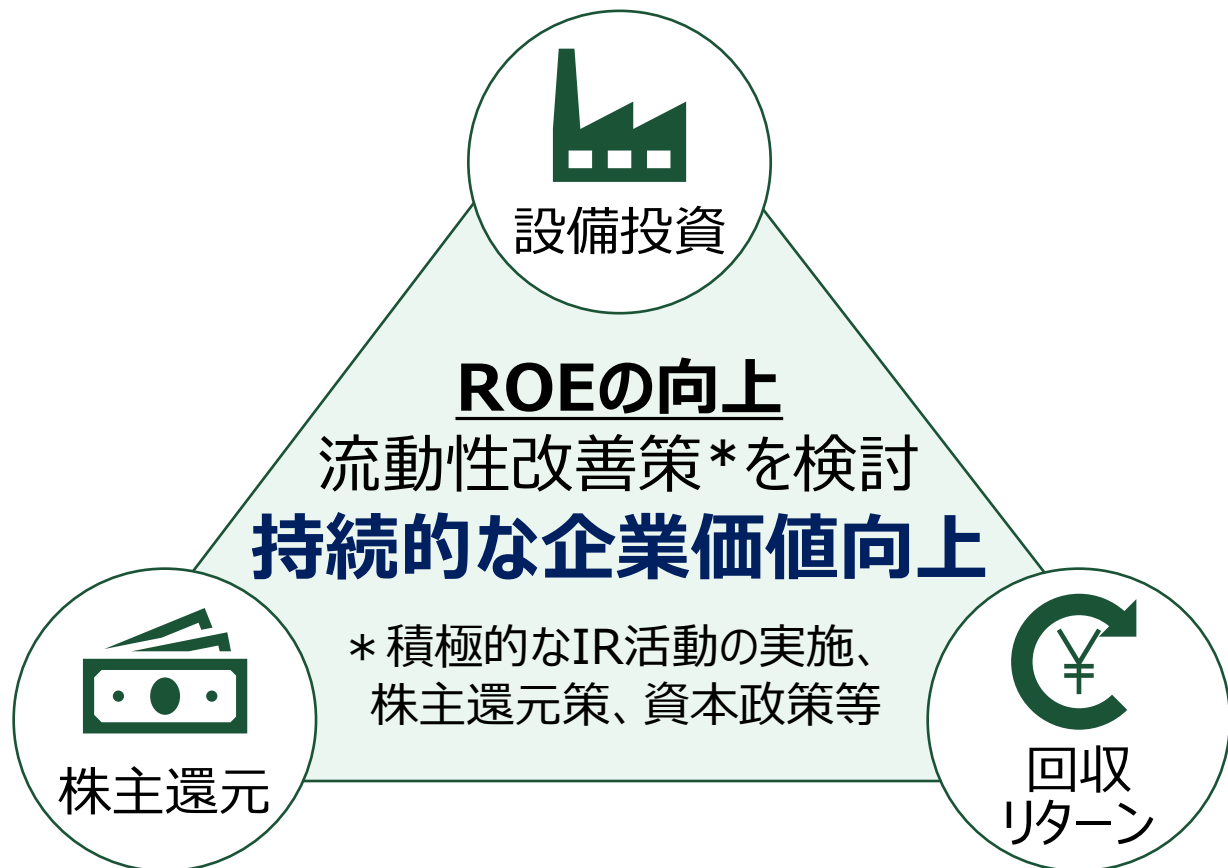 設備投資
ROEの向上
流動性改善策*を検討
持続的な企業価値向上
*積極的なIR活動の実施、
株主還元策、資本政策等
株主還元
¥
回収
リターン